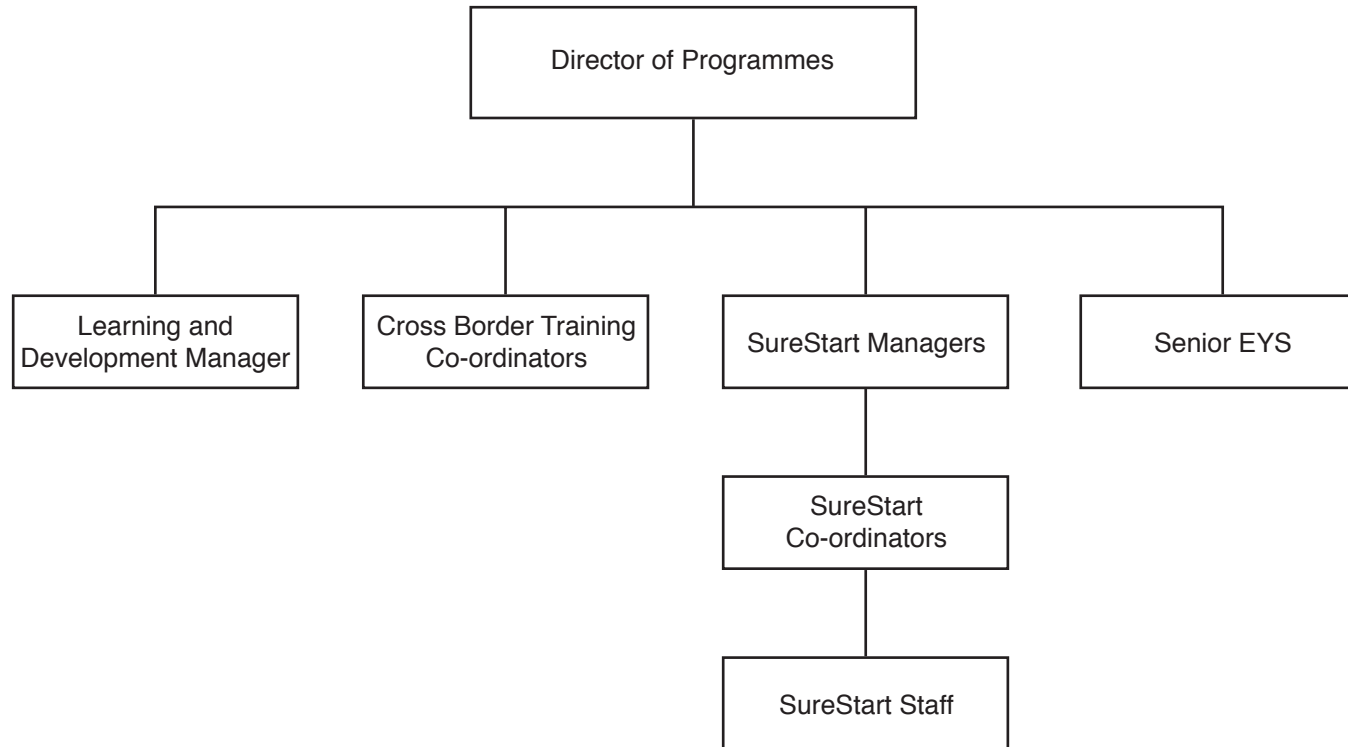 Director of Programmes
Learning and
Development Manager
Cross Border Training
Co-ordinators
SureStart Managers
Senior EYS
SureStart
Co-ordinators
SureStart Staff